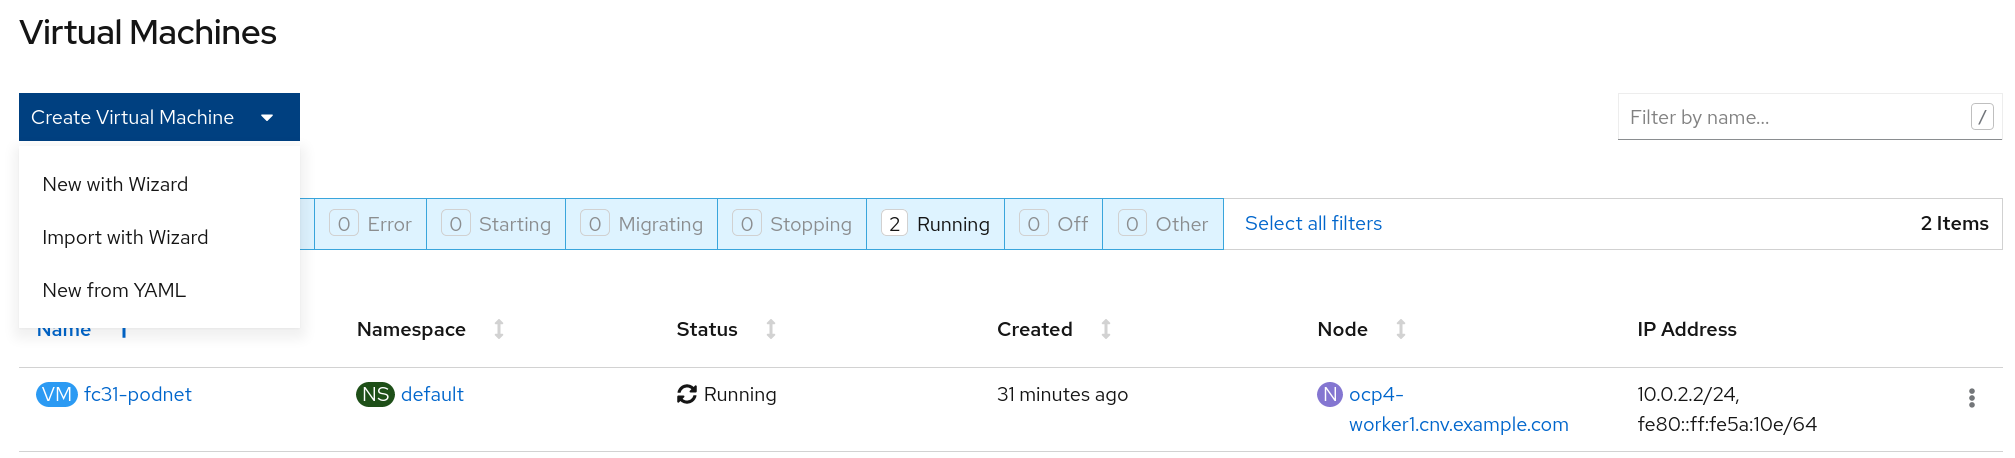 Virtual Machines
Create Virtual Machine
Filter by name... /
New with Wizard
Import with Wizard
New from YAML
0 Error 0 Starting 0 Migrating 0 Stopping 2 Running 0 Off 0 Other Select all filters 2 Items
Name Namespace Status Created Node IP Address
VM fc31-podnet NS default Running 31 minutes ago N ocp4- 10.0.2.2/24,
worker1.cnv.example.com fe80::ff:fe5a:10e/64